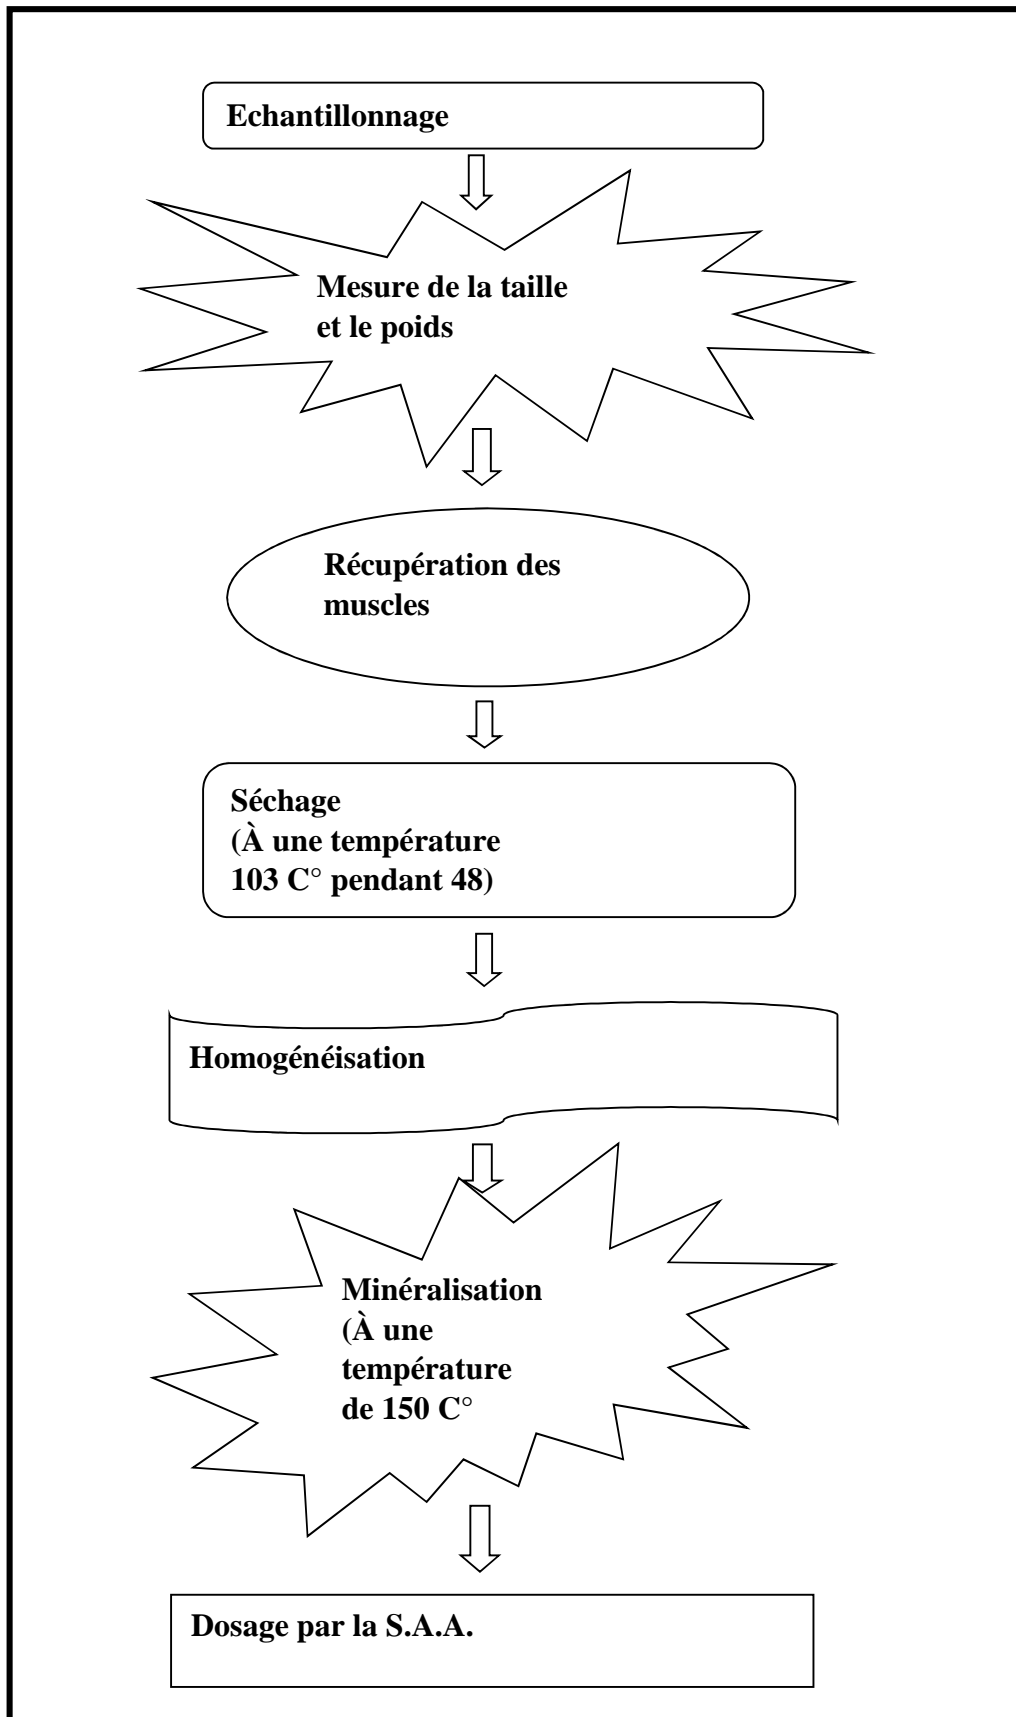 Echantillonnage
Mesure de la taille
et le poids
Récupération des
muscles
Séchage
(À une température
103 C° pendant 48)
Homogénéisation
Minéralisation
(À une
température
de 150 C°
Dosage par la S.A.A.